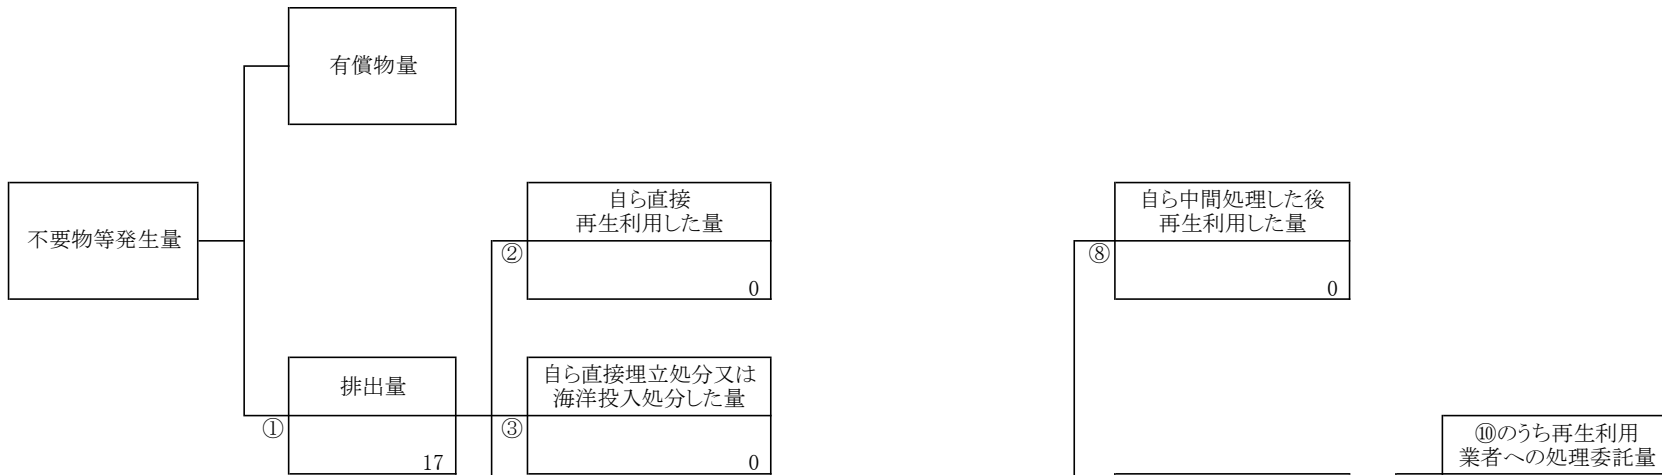 有償物量
不要物等発生量
自ら直接
再生利用した量
②
0
自ら中間処理した後
再生利用した量
⑧
0
排出量
①
17
自ら直接埋立処分又は
海洋投入処分した量
③
0
⑩のうち再生利用
業者への処理委託量